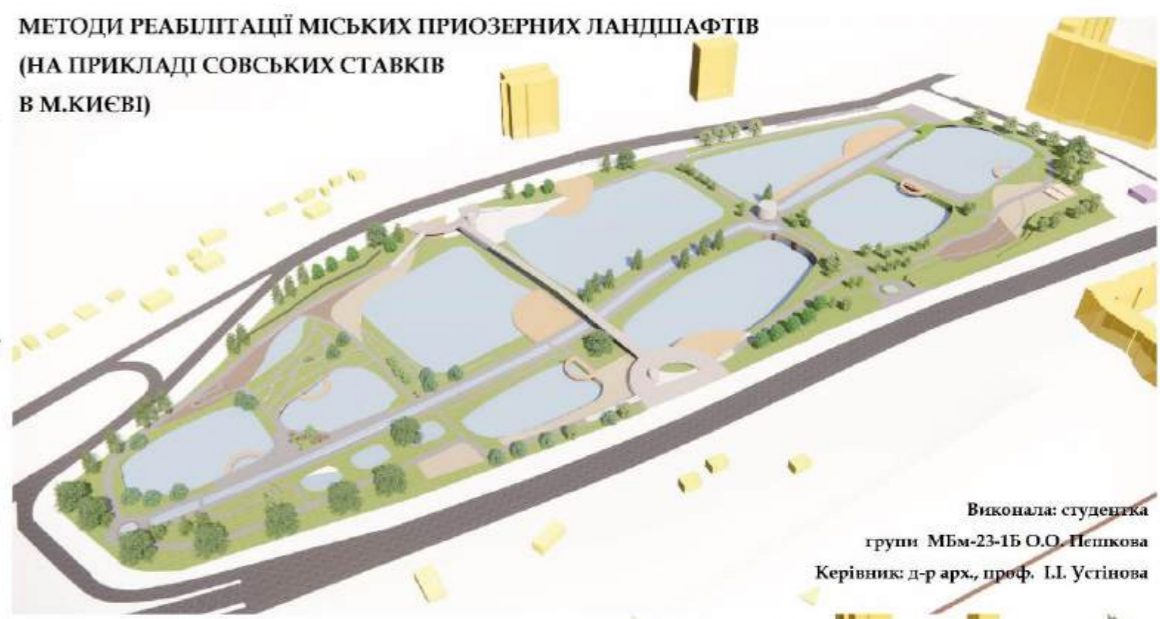 МЕТОДИ РЕАБІЛІТАЦІЇ МІСЬКИХ ПРИОЗЕРНИХ ЛАНДШАФТІВ
(НА ПРИКЛАДІ СОВСЬКИХ СТАВКІВ
В М.КИЄВІ)
Виконала: студентка
групи МБм-23-1Б О.О. Пєшкова
Керівник: д-р арх., проф. І.І. Устінова